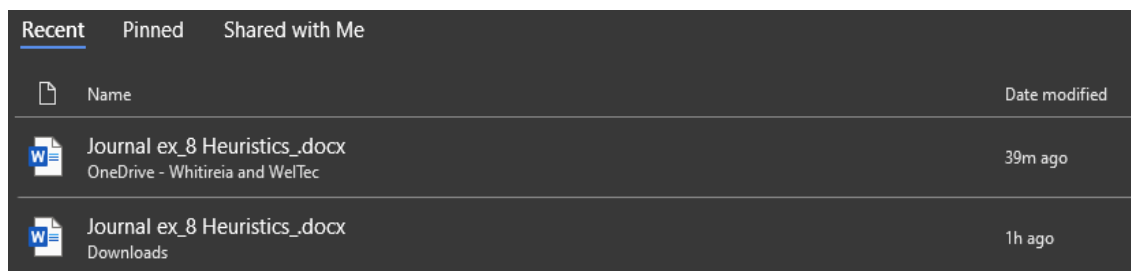 Recent Pinned Shared with Me
Name Date modified
Journal ex_8 Heuristics_.docx
OneDrive - Whitireia and WelTec
39m ago
Journal ex_8 Heuristics_.docx
Downloads
1h ago